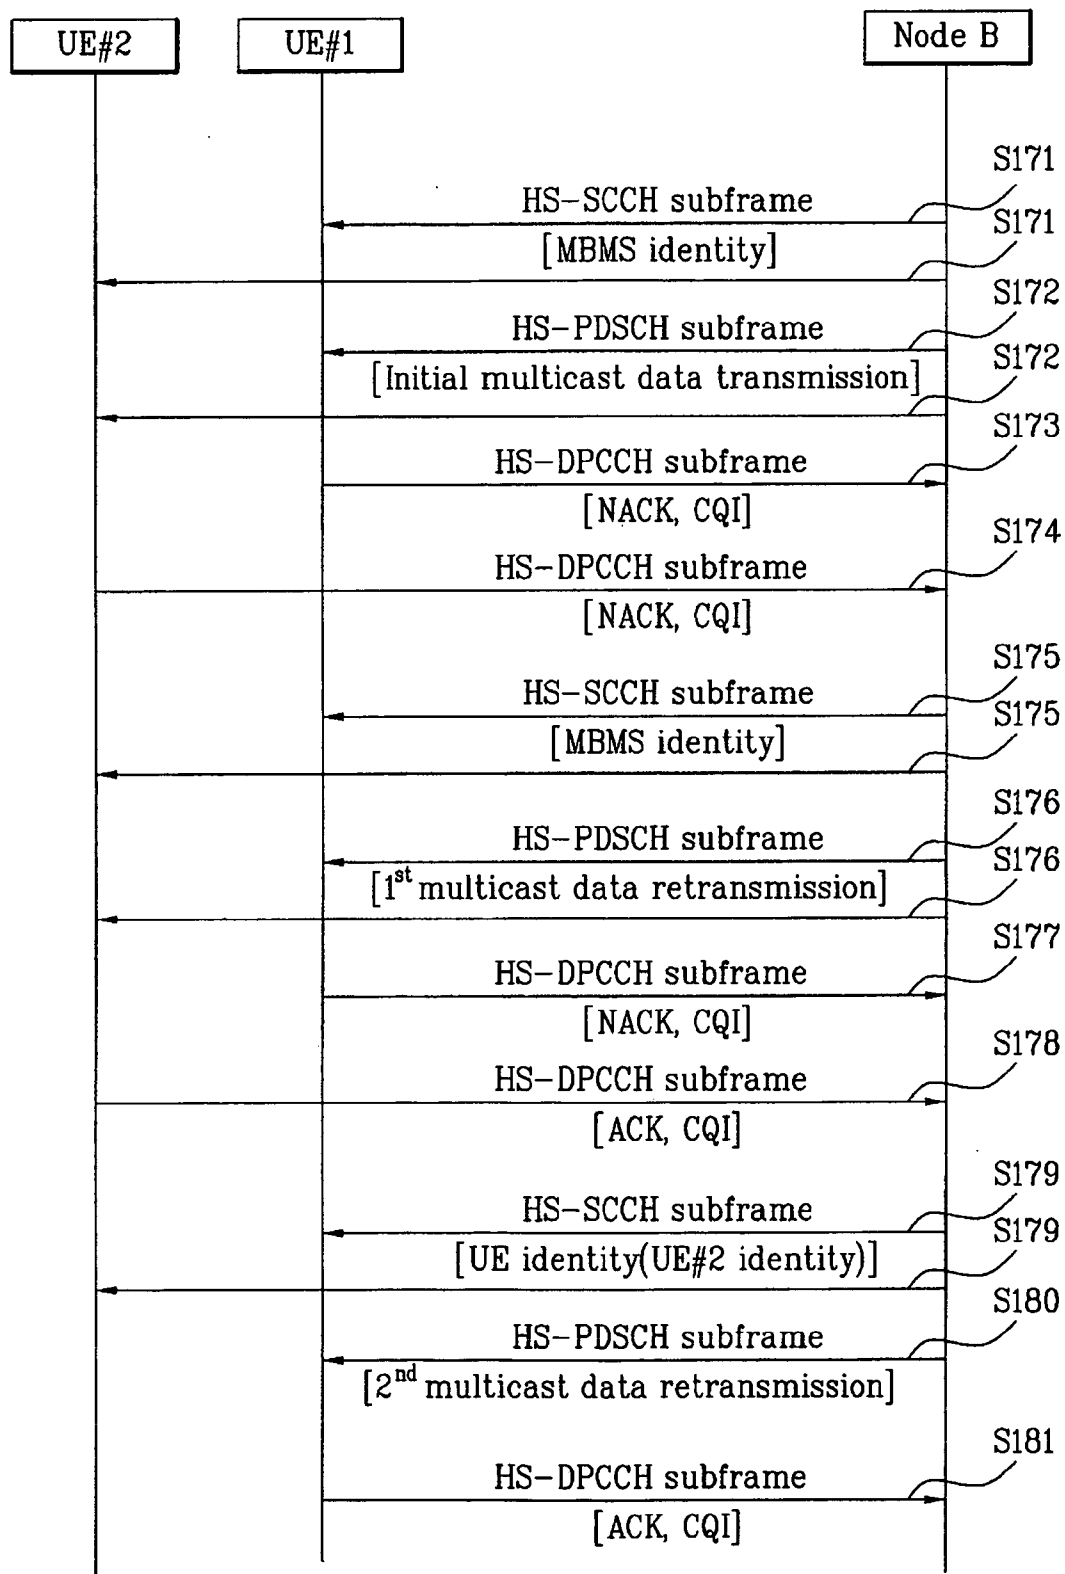 UE#2
UE#1
Node B
S171
HS-SCCH subframe
S171
[MBMS identity]
S172
HS-PDSCH subframe
S172
[Initial multicast data transmission]
S173
HS-DPCCH subframe
[NACK, CQI]
S174
HS-DPCCH subframe
[NACK, CQI]
S175
HS-SCCH subframe
S175
[MBMS identity]
S176
HS-PDSCH subframe
S176
[1st multicast data retransmission]
S177
HS-DPCCH subframe
[NACK, CQI]
S178
HS-DPCCH subframe
[ACK, CQI]
S179
HS-SCCH subframe
S179
[UE identity(UE#2 identity)]
S180
HS-PDSCH subframe
[2nd multicast data retransmission]
S181
HS-DPCCH subframe
[ACK, CQI]